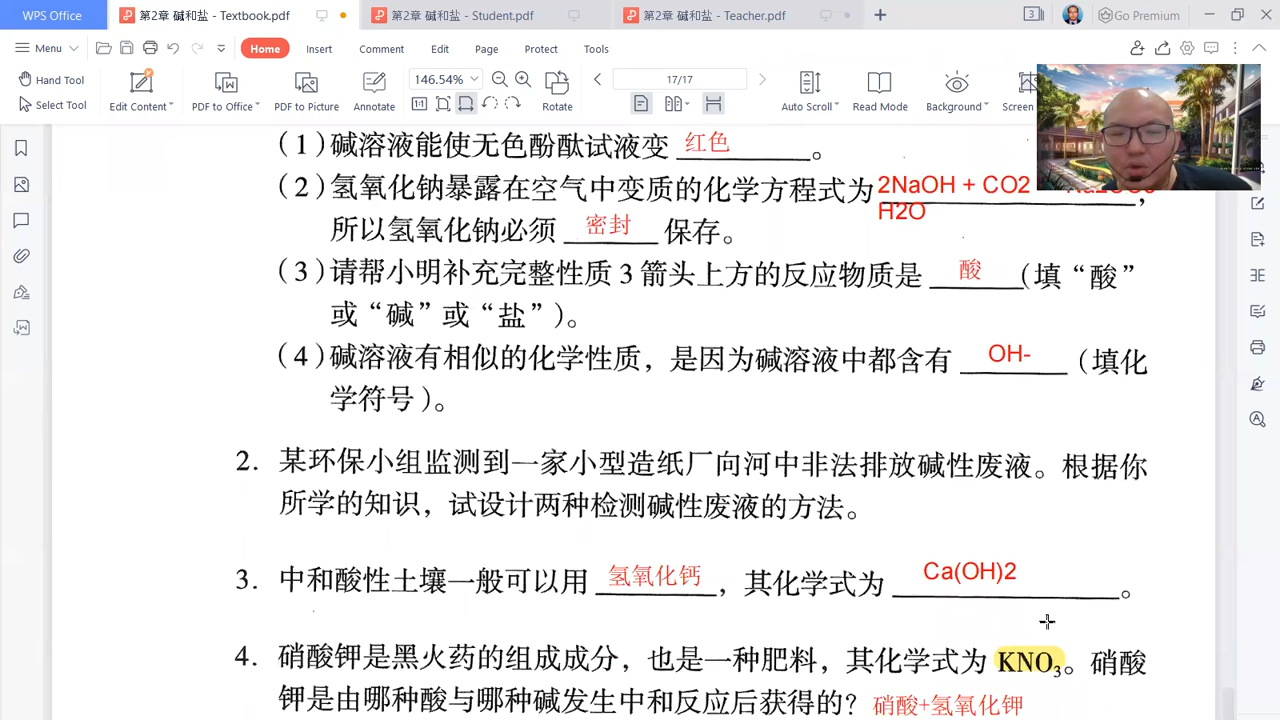 WPS Office
第2章 碱和盐 - Textbook.pdf
第2章 碱和盐 - Student.pdf
第2章 碱和盐 - Teacher.pdf
3
Go Premium
Menu
Home
Insert
Comment
Edit
Page
Protect
Tools
Hand Tool
Select Tool
Edit Content
PDF to Office
PDF to Picture
Annotate
146.54%
17/17
Rotate
Auto Scroll
Read Mode
Background
Screen
(1)碱溶液能使无色酚酞试液变 红色 。
(2)氢氧化钠暴露在空气中变质的化学方程式为 2NaOH + CO2 ,
H2O
所以氢氧化钠必须 密封 保存。
(3)请帮小明补充完整性质3箭头上方的反应物质是 酸 (填“酸”
或“碱”或“盐”)。
(4)碱溶液有相似的化学性质，是因为碱溶液中都含有 OH- (填化
学符号)。
2. 某环保小组监测到一家小型造纸厂向河中非法排放碱性废液。根据你
所学的知识，试设计两种检测碱性废液的方法。
3. 中和酸性土壤一般可以用 氢氧化钙 ，其化学式为 Ca(OH)2 。
4. 硝酸钾是黑火药的组成成分，也是一种肥料，其化学式为 KNO₃。硝酸
钾是由哪种酸与哪种碱发生中和反应后获得的？ 硝酸+氢氧化钾